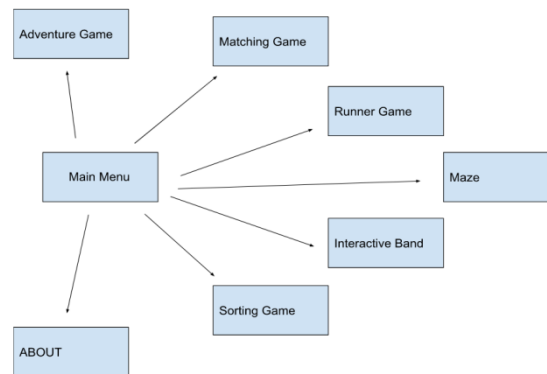 Adventure Game
Matching Game
Runner Game
Main Menu
Maze
Interactive Band
Sorting Game
ABOUT